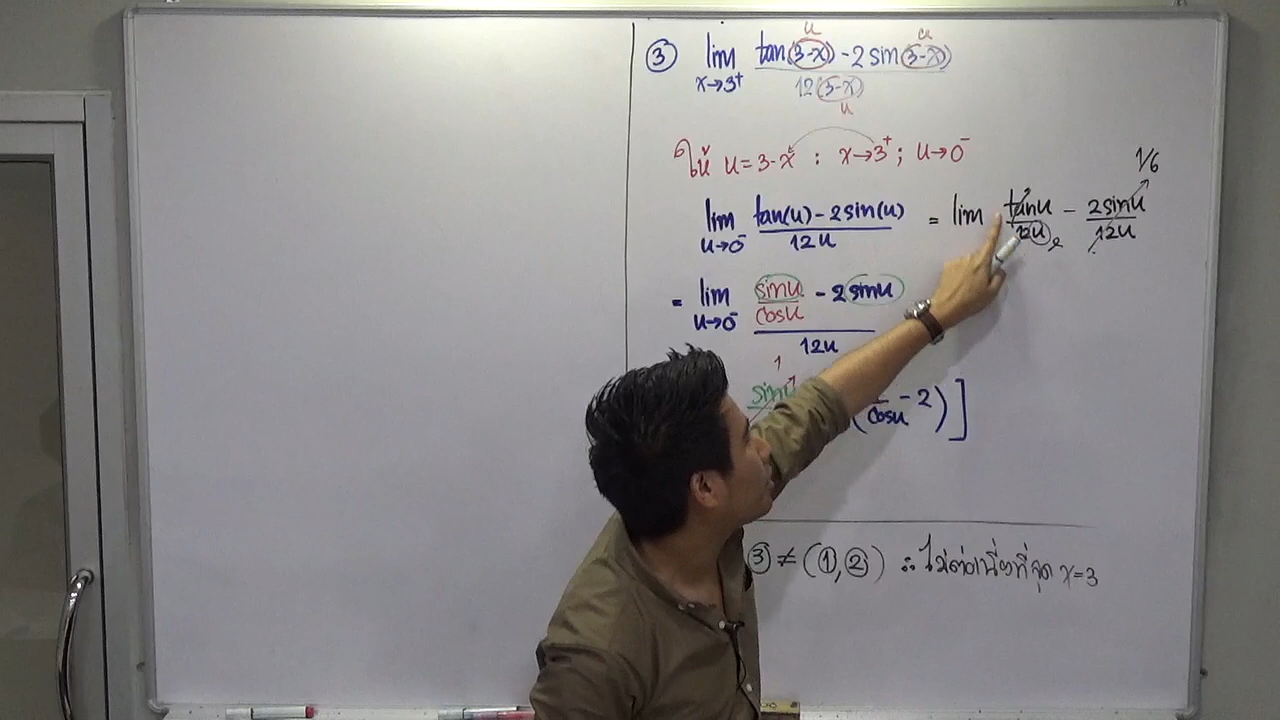 ③ lim x→3⁺ (tan(3-x) - 2sin(3-x)) / 12(3-x)
u u
u
ให้ u = 3-x : x→3⁺ ; u→0⁻
1/6
lim u→0⁻ (tan(u) - 2sin(u)) / 12u = lim tanu / 12u - 2sinu / 12u
= lim u→0⁻ (sinu / cosu - 2sinu) / 12u
1
sinu cosu - 2)]
③ ≠ (①,②) ∴ ไม่ต่อเนื่องที่จุด x=3